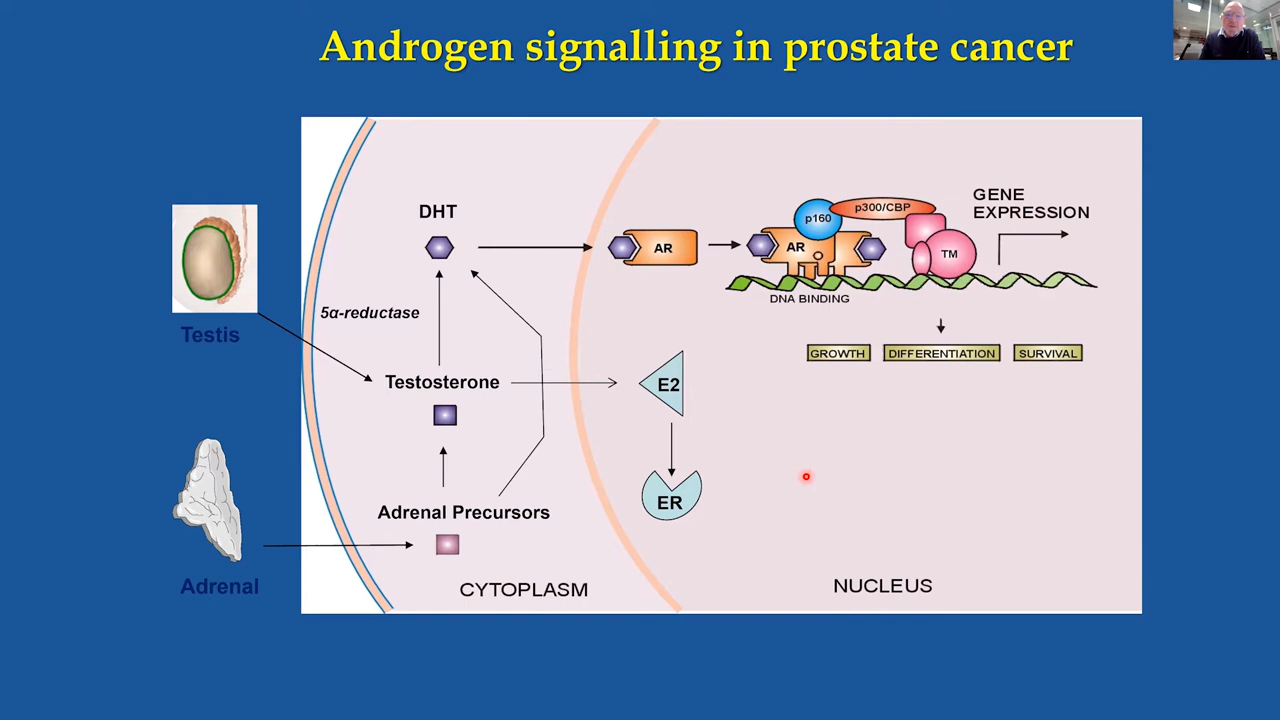 Androgen signalling in prostate cancer
DHT
5α-reductase
Testis
Testosterone
Adrenal Precursors
Adrenal
CYTOPLASM
AR
E2
ER
p160
p300/CBP
AR
TM
GENE
EXPRESSION
DNA BINDING
GROWTH
DIFFERENTIATION
SURVIVAL
NUCLEUS